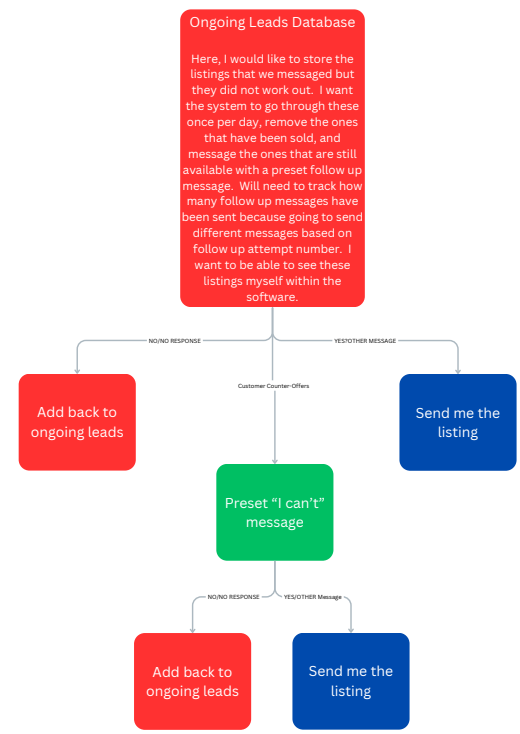 Ongoing Leads Database
Here, I would like to store the
listings that we messaged but
they did not work out.  I want
the system to go through these
once per day, remove the ones
that have been sold, and
message the ones that are still
available with a preset follow up
message.  Will need to track how
many follow up messages have
been sent because going to send
different messages based on
follow up attempt number.  I
want to be able to see these
listings myself within the
software.
NO/NO RESPONSE
YES?OTHER MESSAGE
Customer Counter-Offers
Add back to
ongoing leads
Send me the
listing
Preset “I can’t”
message
NO/NO RESPONSE
YES/OTHER Message
Add back to
ongoing leads
Send me the
listing